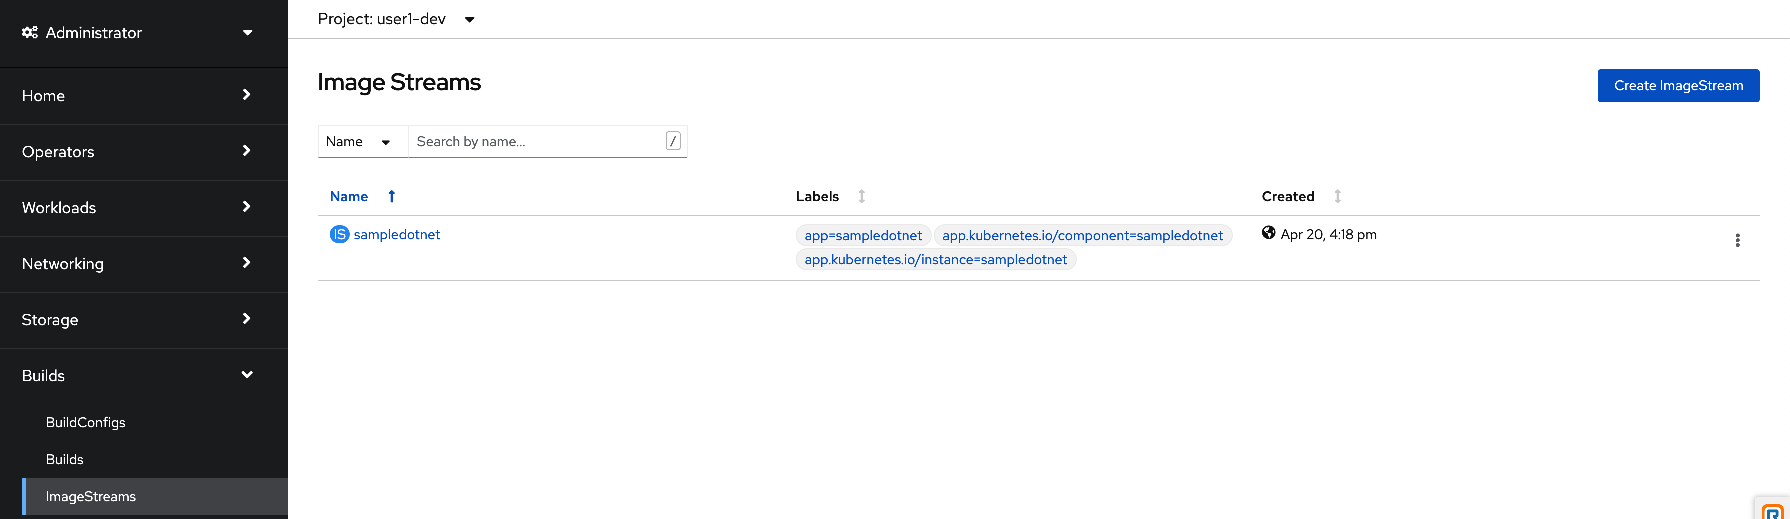 Administrator
Home
Operators
Workloads
Networking
Storage
Builds
BuildConfigs
Builds
ImageStreams
Project: user1-dev
Image Streams
Create ImageStream
Name
Search by name...
/
Name
Labels
Created
IS sampledotnet
app=sampledotnet
app.kubernetes.io/component=sampledotnet
app.kubernetes.io/instance=sampledotnet
Apr 20, 4:18 pm